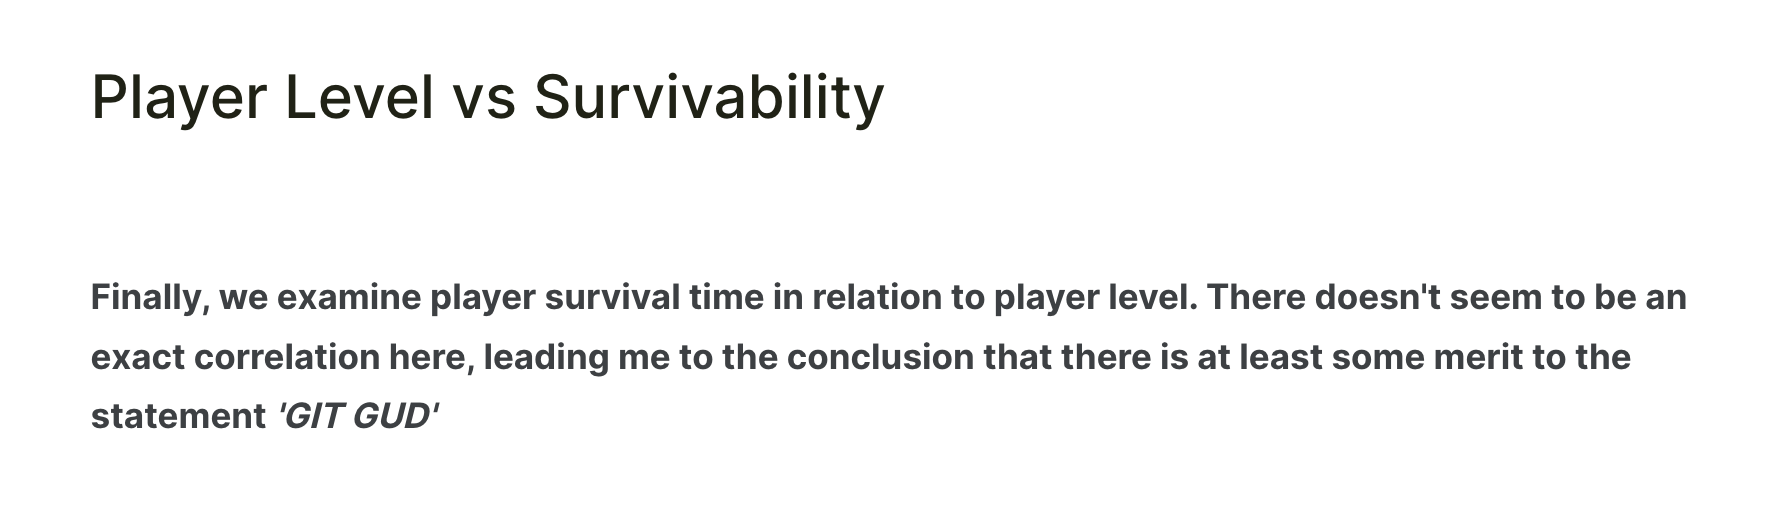 Player Level vs Survivability
Finally, we examine player survival time in relation to player level. There doesn't seem to be an
exact correlation here, leading me to the conclusion that there is at least some merit to the
statement 'GIT GUD'